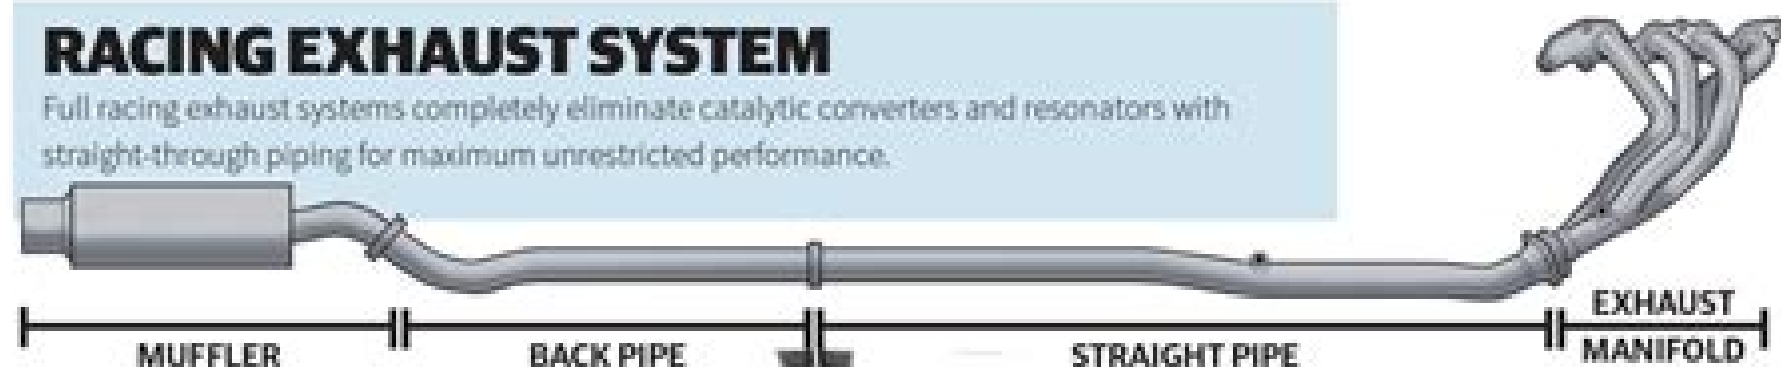 RACING EXHAUST SYSTEM
Full racing exhaust systems completely eliminate catalytic converters and resonators with
straight-through piping for maximum unrestricted performance.
MUFFLER
BACK PIPE
STRAIGHT PIPE
EXHAUST
MANIFOLD